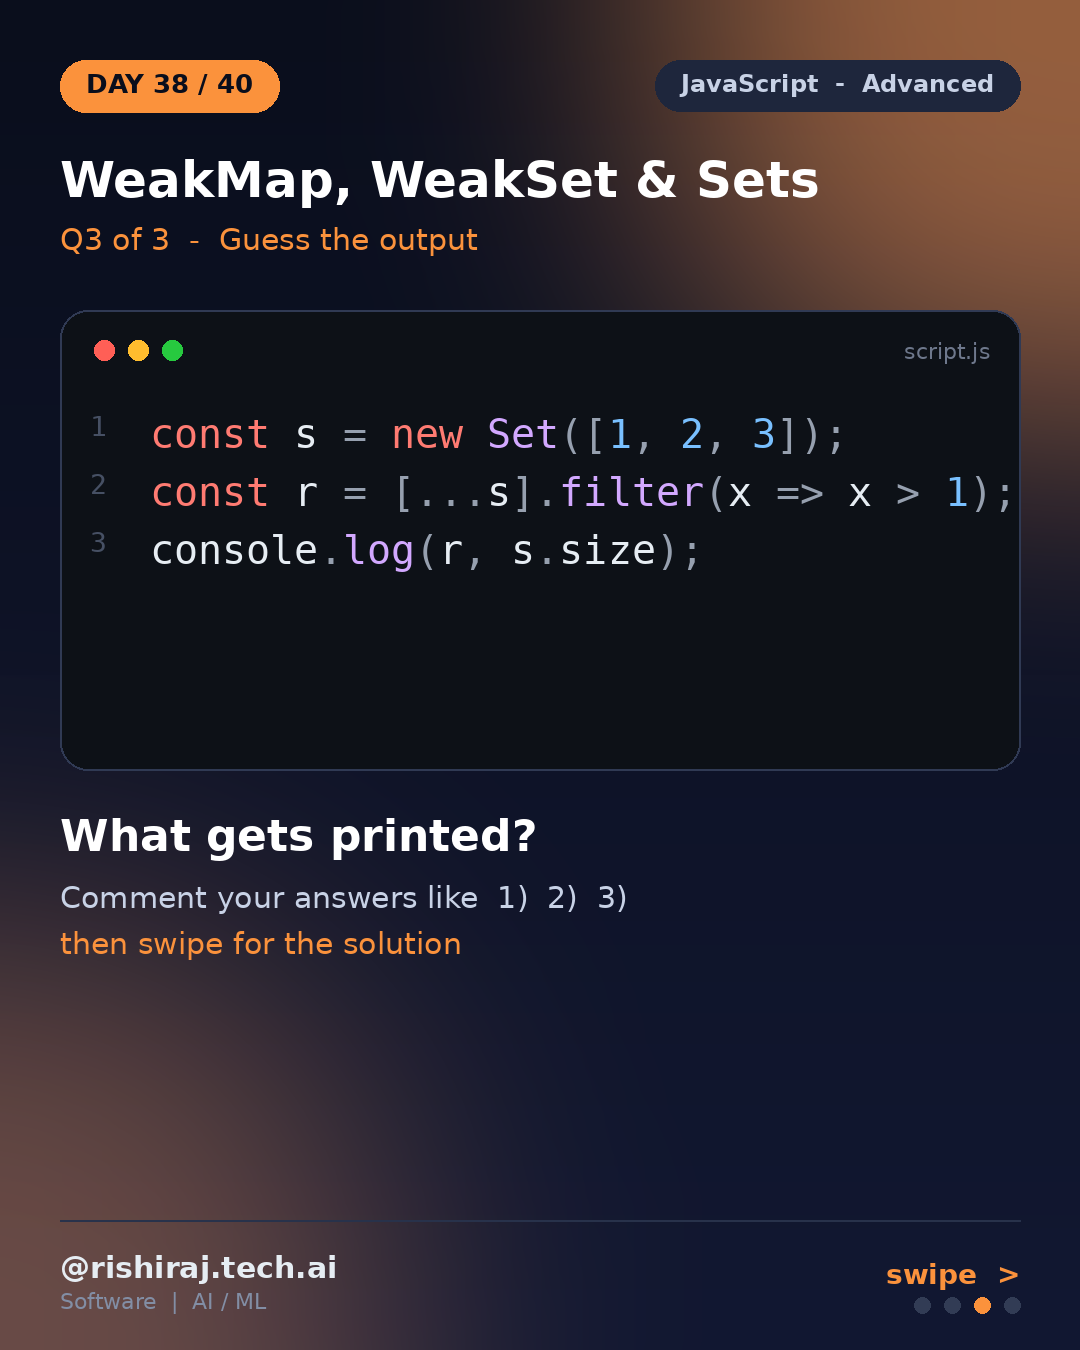 DAY 38 / 40
JavaScript - Advanced
WeakMap, WeakSet & Sets
Q3 of 3 - Guess the output
script.js
1 const s = new Set([1, 2, 3]);
2 const r = [...s].filter(x => x > 1);
3 console.log(r, s.size);
What gets printed?
Comment your answers like 1) 2) 3)
then swipe for the solution
@rishiraj.tech.ai
Software | AI / ML
swipe >